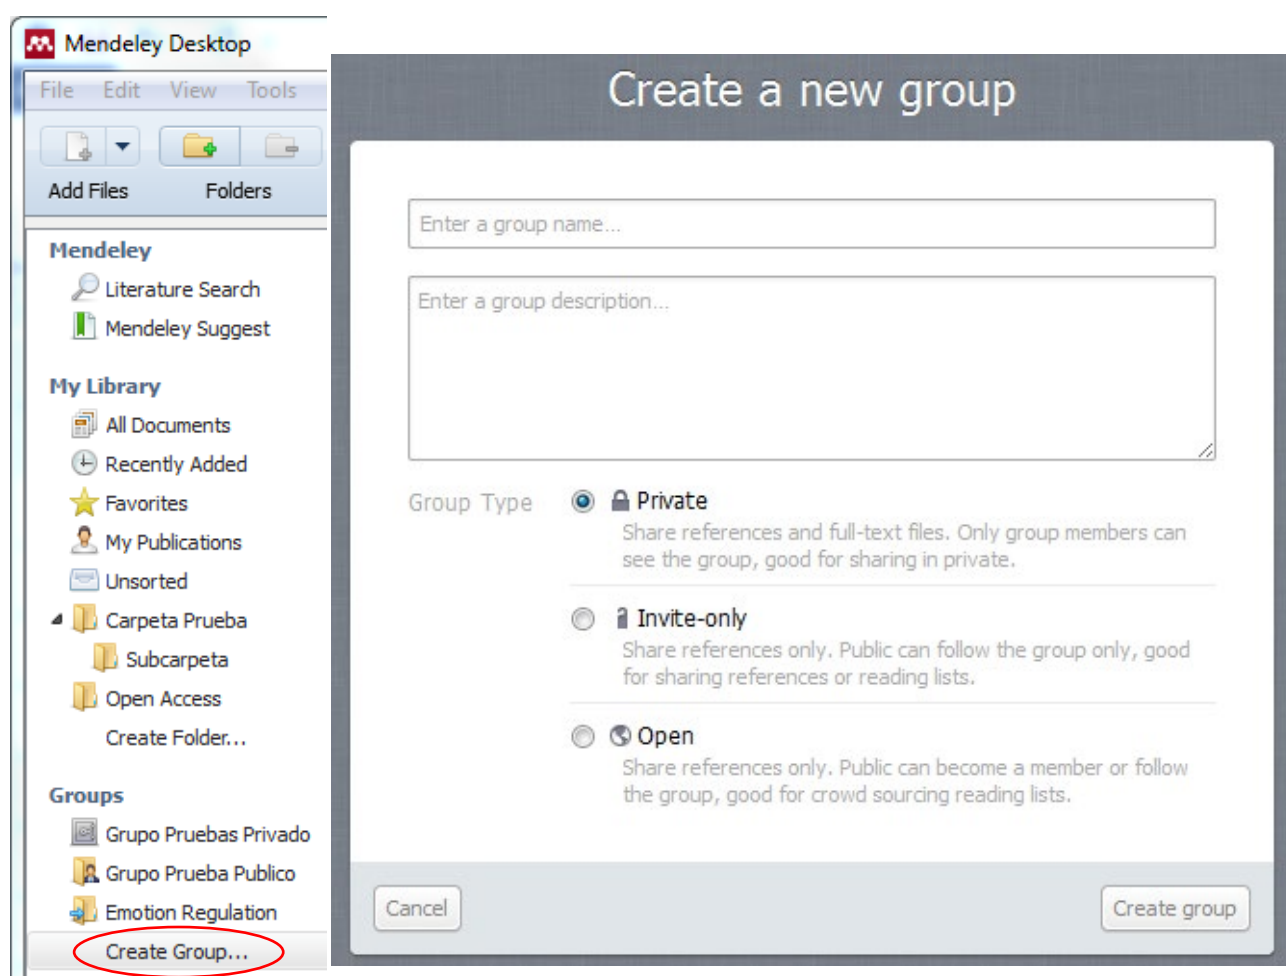 Mendeley Desktop
File Edit View Tools
Add Files Folders
Mendeley
Literature Search
Mendeley Suggest
My Library
All Documents
Recently Added
Favorites
My Publications
Unsorted
Carpeta Prueba
Subcarpeta
Open Access
Create Folder...
Groups
Grupo Pruebas Privado
Grupo Prueba Publico
Emotion Regulation
Create Group...
Create a new group
Enter a group name...
Enter a group description...
Group Type
Private
Share references and full-text files. Only group members can
see the group, good for sharing in private.
Invite-only
Share references only. Public can follow the group only, good
for sharing references or reading lists.
Open
Share references only. Public can become a member or follow
the group, good for crowd sourcing reading lists.
Cancel
Create group